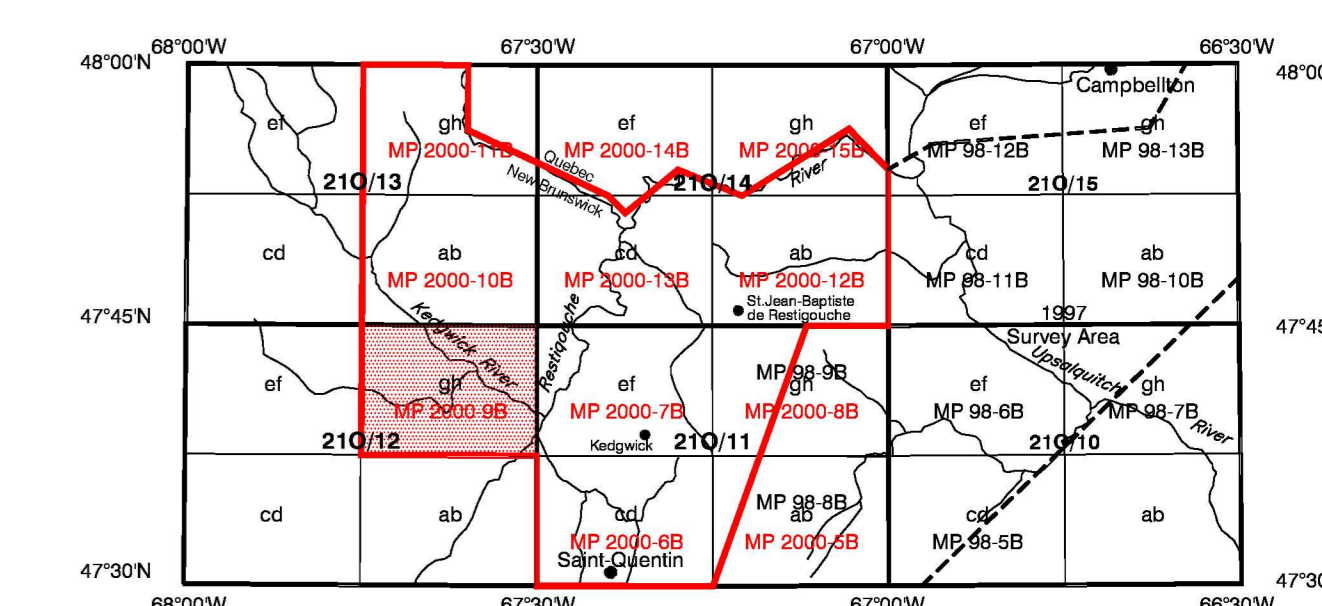 68°00'W 67°30'W 67°00'W 66°30'W
48°00'N 48°00
Campbellton
ef gh ef gh ef gh
MP 2000-11B MP 2000-14B MP 2000-15B MP 98-12B MP 98-13B
Quebec
New Brunswick
River
21O/13 21O/14 21O/15
cd ab cd ab cd ab
MP 2000-10B MP 2000-13B MP 2000-12B MP 98-11B MP 98-10B
St.Jean-Baptiste
de Restigouche
1997
Survey Area
47°45'N 47°45
Kedgwick River
Restigouche
Upsalquitch
River
MP 98-9B
ef gh ef gh ef gh
MP 2000-9B MP 2000-7B MP 2000-8B MP 98-6B MP 98-7B
Kedgwick
21O/12 21O/11 21O/10
MP 98-8B
cd ab cd ab cd ab
MP 2000-6B MP 2000-5B MP 98-5B
Saint-Quentin
47°30'N 47°30
68°00'W 67°30'W 67°00'W 66°30'W